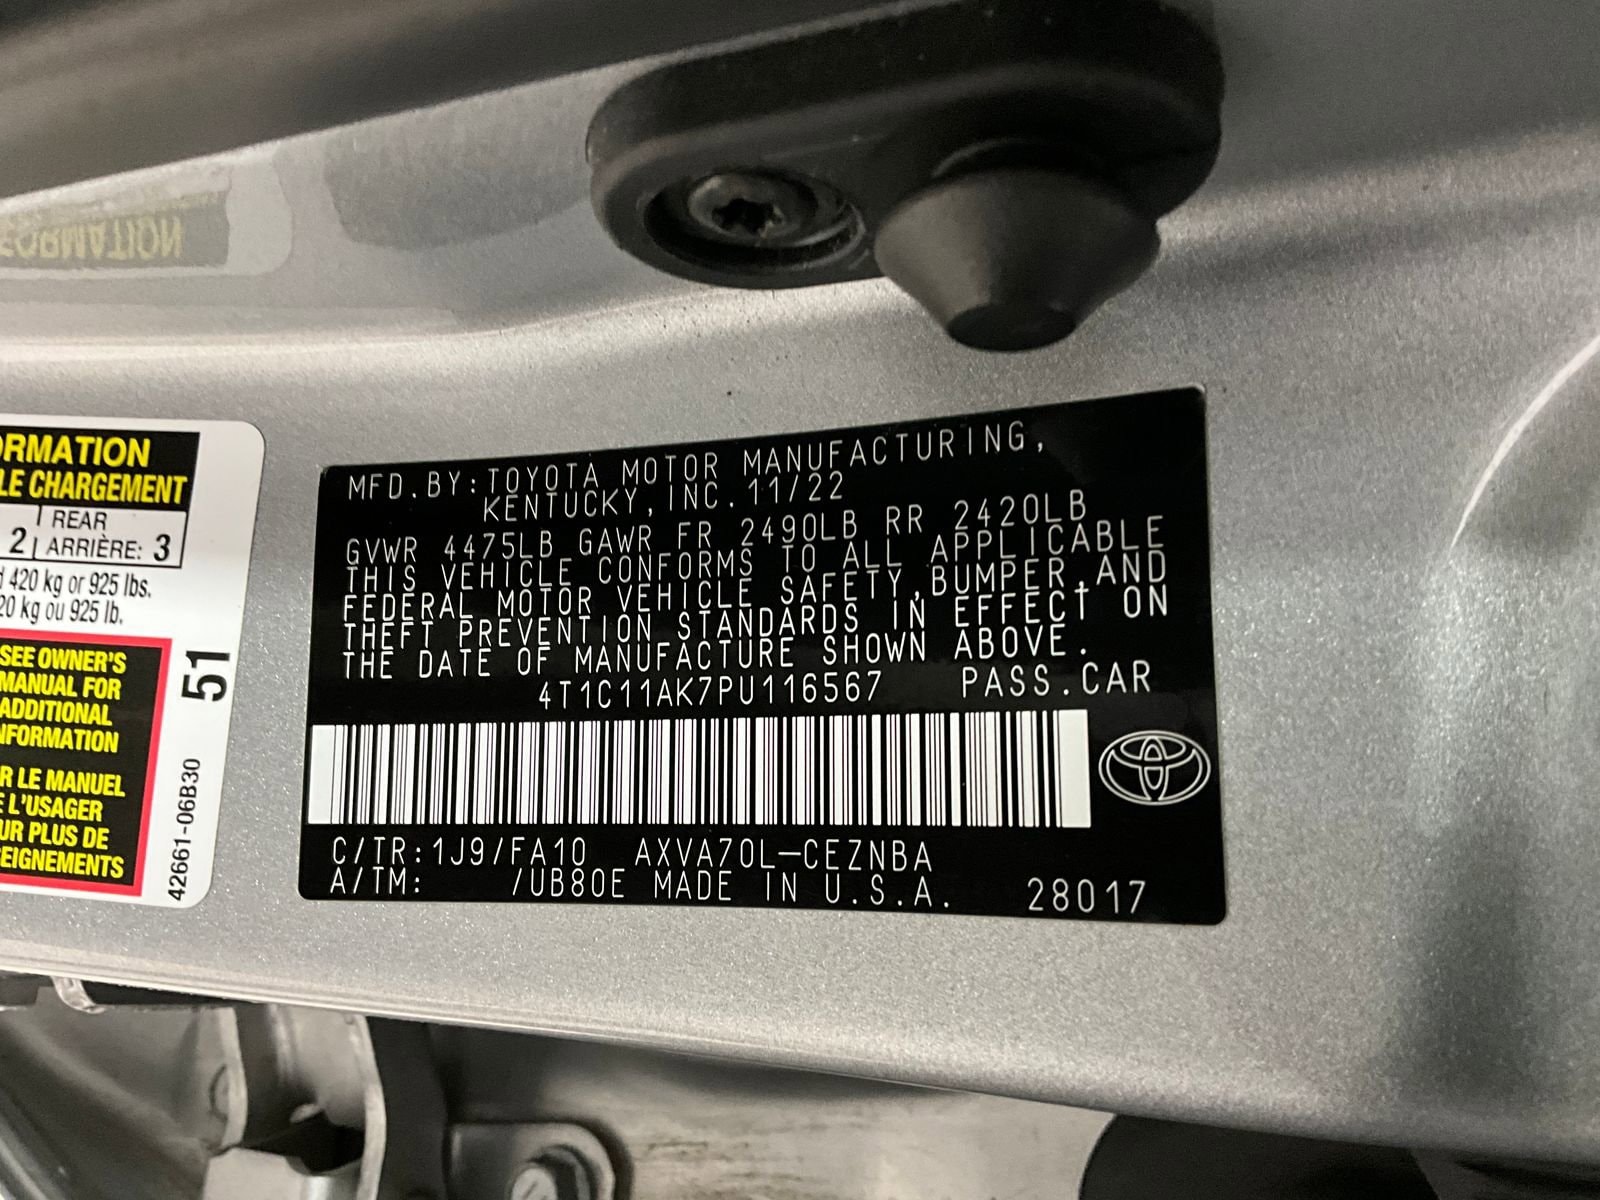 ORMATION
LE CHARGEMENT
2 REAR
ARRIÈRE: 3
420 kg or 925 lbs.
20 kg ou 925 lb.
SEE OWNER'S
MANUAL FOR
ADDITIONAL
NFORMATION
R LE MANUEL
L'USAGER
UR PLUS DE
EIGNEMENTS
51
42661-06B30
MFD.BY:TOYOTA MOTOR MANUFACTURING,
KENTUCKY,INC.11/22
GVWR 4475LB GAWR FR 2490LB RR 2420LB
THIS VEHICLE CONFORMS TO ALL APPLICABLE
FEDERAL MOTOR VEHICLE SAFETY,BUMPER,AND
THEFT PREVENTION STANDARDS IN EFFECT ON
THE DATE OF MANUFACTURE SHOWN ABOVE.
4T1C11AK7PU116567 PASS.CAR
C/TR:1J9/FA10 AXVA70L-CEZNBA
A/TM: /UB80E MADE IN U.S.A. 28017